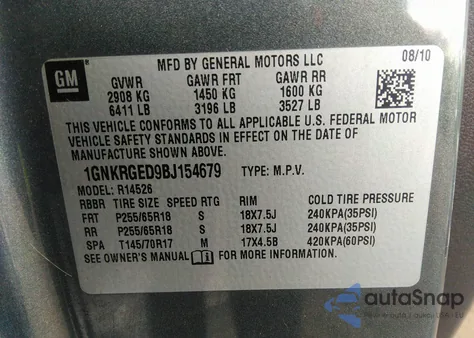 GM
MFD BY GENERAL MOTORS LLC 08/10
GVWR GAWR FRT GAWR RR
2908 KG 1450 KG 1600 KG
6411 LB 3196 LB 3527 LB
THIS VEHICLE CONFORMS TO ALL APPLICABLE U.S. FEDERAL MOTOR
VEHICLE SAFETY STANDARDS IN EFFECT ON THE DATE OF
MANUFACTURE SHOWN ABOVE.
1GNKRGED9BJ154679 TYPE: M.P.V.
MODEL: R14526
RBBR TIRE SIZE SPEED RTG RIM COLD TIRE PRESSURE
FRT P255/65R18 S 18X7.5J 240KPA(35PSI)
RR P255/65R18 S 18X7.5J 240KPA(35PSI)
SPA T145/70R17 M 17X4.5B 420KPA(60PSI)
SEE OWNER'S MANUAL FOR MORE INFORMATION.
autoSnap